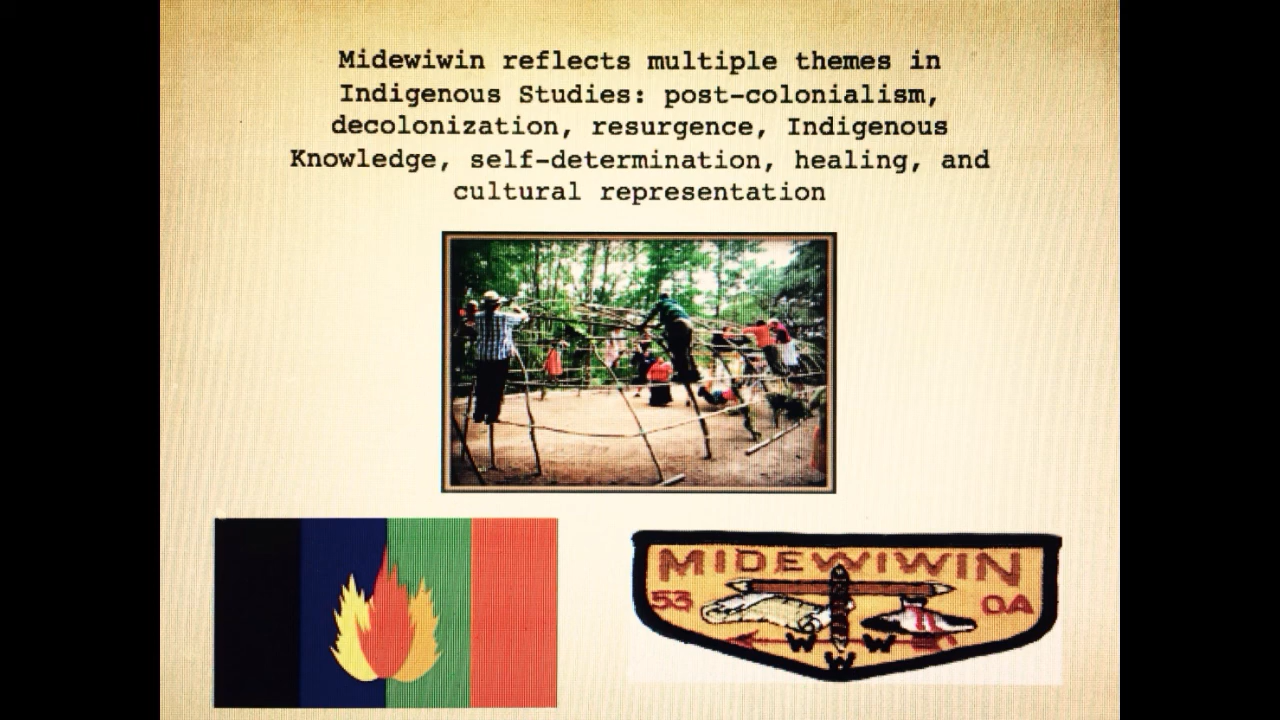 Midewiwin reflects multiple themes in
Indigenous Studies: post-colonialism,
decolonization, resurgence, Indigenous
Knowledge, self-determination, healing, and
cultural representation
MIDEWIWIN
53 OA
W W
W